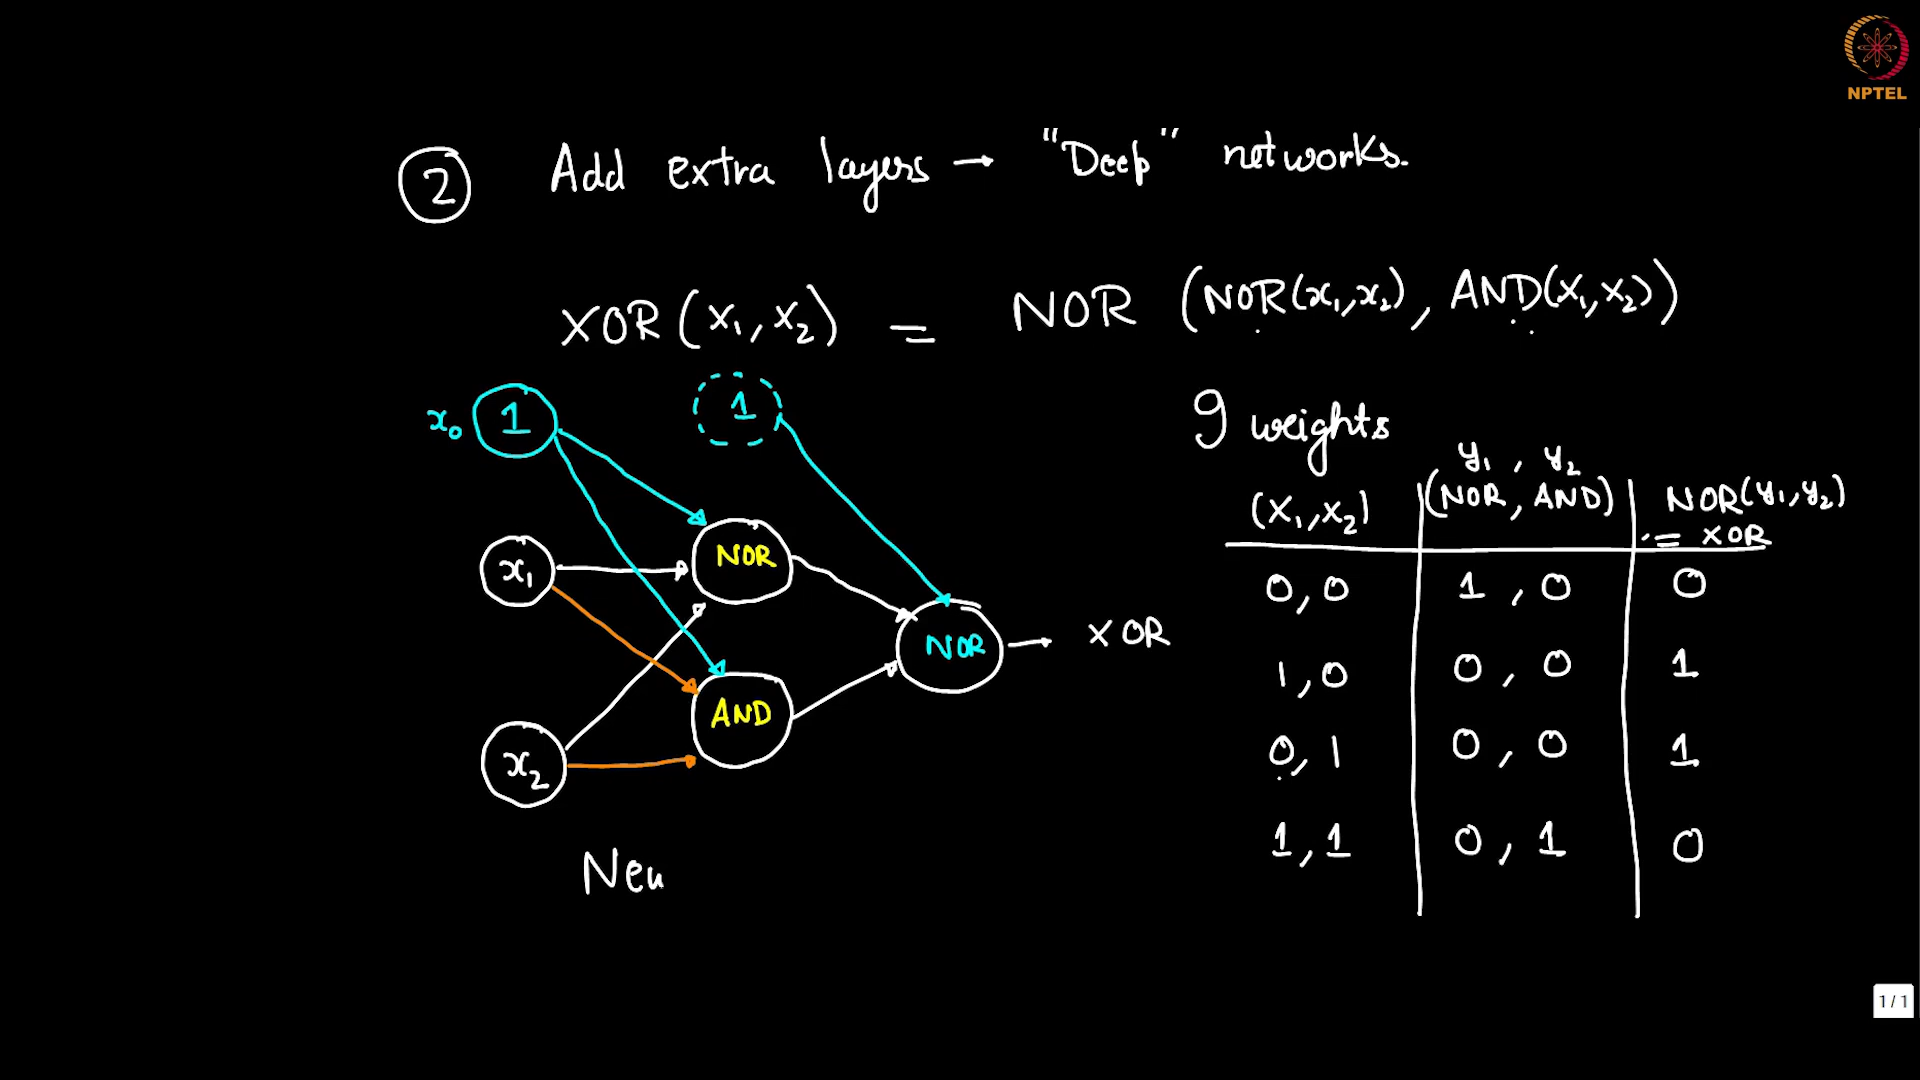 NPTEL
② Add extra layers → "Deep" networks.
XOR (x₁, x₂) = NOR (NOR(x₁,x₂), AND(x₁,x₂))
x₀ 1
1
x₁
x₂
NOR
AND
NOR → XOR
9 weights
y₁ , y₂
(x₁,x₂) (NOR, AND) NOR(y₁,y₂)
= XOR
0,0 1 , 0 0
1,0 0 , 0 1
0,1 0 , 0 1
1,1 0 , 1 0
Neu
1 / 1